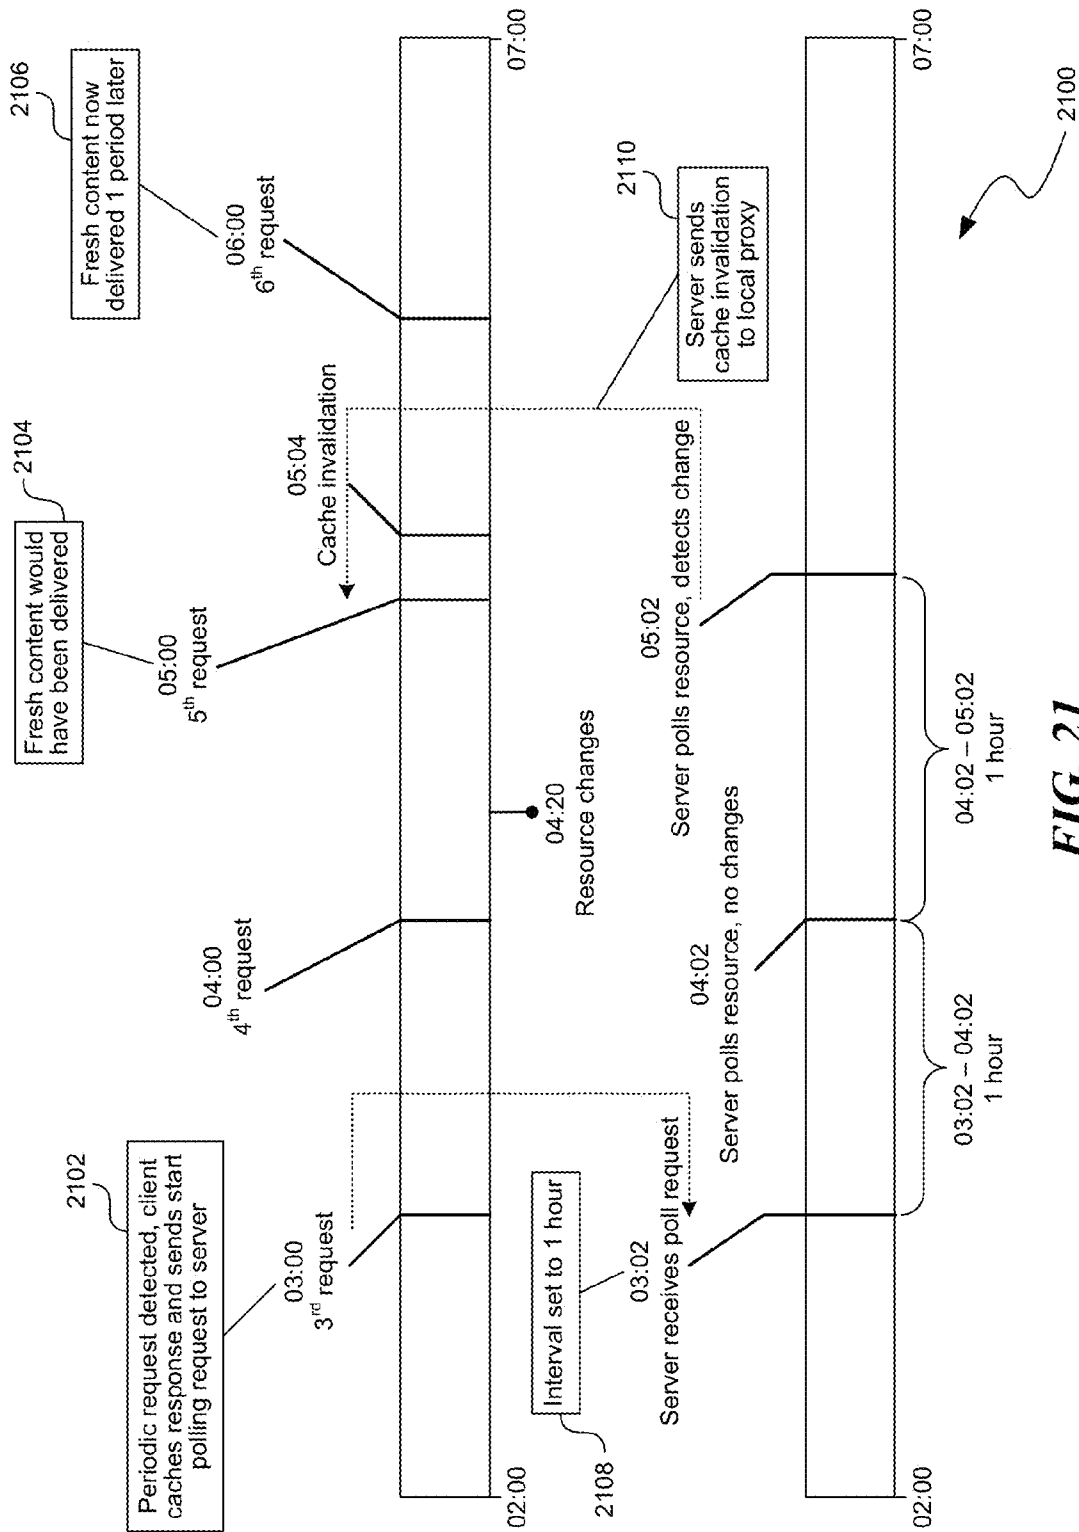 2102
Periodic request detected, client
caches response and sends start
polling request to server
03:00
3rd request
04:00
4th request
2104
Fresh content would
have been delivered
05:00
5th request
05:04
Cache invalidation
2106
Fresh content now
delivered 1 period later
06:00
6th request
02:00
07:00
04:20
Resource changes
2108
Interval set to 1 hour
03:02
Server receives poll request
04:02
Server polls resource, no changes
05:02
Server polls resource, detects change
2110
Server sends
cache invalidation
to local proxy
02:00
07:00
03:02 – 04:02
1 hour
04:02 – 05:02
1 hour
2100
FIG. 21